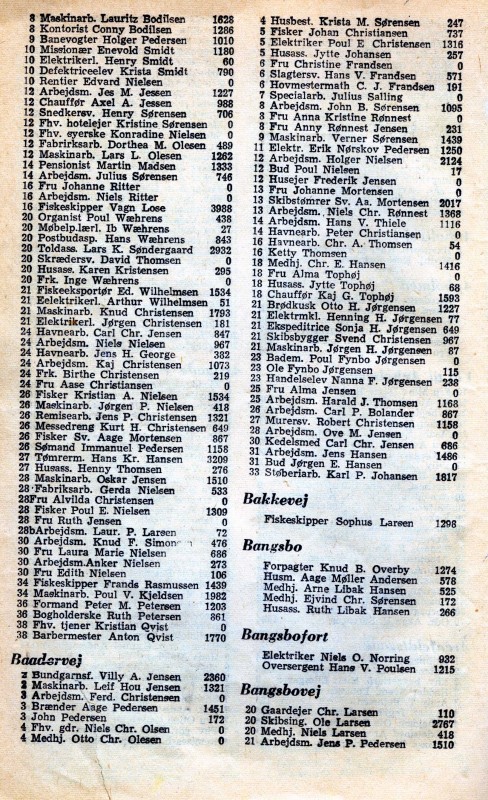 8 Maskinarb. Lauritz Bodilsen 1628
8 Kontorist Conny Bodilsen 1286
9 Banevogter Holger Pedersen 1010
10 Missionær Enevold Smidt 1180
10 Elektrikerl. Henry Smidt 60
10 Defektriceelev Krista Smidt 790
10 Rentier Edvard Nielsen 0
12 Arbejdsm. Jes M. Jessen 1227
12 Chauffør Axel A. Jessen 988
12 Snedkersv. Henry Sørensen 706
12 Fhv. hotelejer Kristine Sørensen 0
12 Fhv. syerske Konradine Nielsen 0
12 Fabrirksarb. Dorthea M. Olesen 489
12 Maskinarb. Lars L. Olesen 1262
14 Pensionist Martin Madsen 1333
14 Arbejdsm. Julius Sørensen 746
16 Fru Johanne Ritter 0
16 Arbejdsm. Niels Ritter 0
16 Fiskeskipper Vagn Lose 3988
20 Organist Poul Wæhrens 438
20 Møbelp.lærl. Ib Wæhrens 27
20 Postbudasp. Hans Wæhrens 843
20 Toldass. Lars K. Søndergaard 2932
20 Skrædersv. David Thomsen 0
20 Husass. Karen Kristensen 295
20 Frk. Inge Wæhrens 0
21 Fiskeeksportør Ed. Wilhelmsen 1534
21 Eelektrikerl. Arthur Wilhelmsen 51
21 Maskinarb. Knud Christensen 1793
21 Elektrikerl. Jørgen Christensen 181
24 Havnearb. Carl Chr. Jensen 847
24 Arbejdsm. Niels Nielsen 967
24 Havnearb. Jens H. George 382
24 Arbejdsm. Kaj Christensen 1073
24 Frk. Birthe Christensen 219
24 Fru Aase Christiansen 0
26 Fisker Kristian A. Nielsen 1534
26 Maskinarb. Jørgen P. Nielsen 418
26 Remisearb. Jens P. Christensen 1321
26 Messedreng Kurt H. Christensen 649
26 Fisker Sv. Aage Mortensen 867
26 Sømand Immanuel Pedersen 1158
27 Tømrerm. Hans Kr. Hansen 3209
27 Husass. Henny Thomsen 276
28 Maskinarb. Oskar Jensen 1510
28 Fabriksarb. Gerda Nielsen 533
28Fru Alvilda Christensen 0
28 Fisker Poul E. Nielsen 1309
28 Fru Ruth Jensen 0
28bArbejdsm. Laur. P. Larsen 72
30 Arbejdsm. Knud F. Simonsen 476
30 Fru Laura Marie Nielsen 686
30 Arbejdsm.Anker Nielsen 273
30 Fru Edith Nielsen 106
34 Fiskeskipper Frands Rasmussen 1439
34 Maskinarb. Poul V. Kjeldsen 1982
36 Formand Peter M. Petersen 1203
36 Bogholderske Ruth Petersen 861
38 Fhv. tjener Kristian Qvist 0
38 Barbermester Anton Qvist 1770
Baadsvej
2 Bundgarnsf. Villy A. Jensen 2360
2 Maskinarb. Leif Hou Jensen 1321
3 Arbejdsm. Ferd. Christensen 0
3 Brænder Aage Pedersen 1451
3 John Pedersen 172
4 Fhv. gdr. Niels Chr. Olsen 0
4 Medhj. Otto Chr. Olesen 0
4 Husbest. Krista M. Sørensen 247
5 Fisker Johan Christiansen 737
5 Elektriker Poul E Christensen 1316
5 Husass. Jytte Johansen 257
6 Fru Christine Frandsen 0
6 Slagtersv. Hans V. Frandsen 571
6 Hovmestermath C. J. Frandsen 191
7 Specialarb. Julius Salling 0
8 Arbejdsm. John B. Sørensen 1095
8 Fru Anna Kristine Rønnest 0
8 Fru Anny Rønnest Jensen 231
9 Maskinarb. Verner Sørensen 1439
11 Elektr. Erik Nørskov Pedersen 1250
12 Arbejdsm. Holger Nielsen 2124
12 Bud Poul Nielsen 17
12 Husejer Frederik Jensen 0
13 Fru Johanne Mortensen 0
13 Skibstømrer Sv. Aa. Mortensen 2017
13 Arbejdsm. Niels Chr. Rønnest 1368
14 Arbejdsm. Hans V. Thiele 1116
14 Havnearb. Peter Christiansen 0
16 Havnearb. Chr. A. Thomsen 54
16 Ketty Thomsen 0
18 Medhj. Chr. E. Hansen 1416
18 Fru Alma Tophøj 0
18 Husass. Jytte Tophøj 68
18 Chauffør Kaj G. Tophøj 1593
21 Brødkusk Otto H. Jørgensen 1227
21 Elektrmkl. Henning H. Jørgensen 77
21 Ekspeditrice Sonja H. Jørgensen 649
21 Skibsbygger Svend Christensen 967
21 Maskinarb. Jørgen H. Jørgensen 87
23 Badem. Poul Fynbo Jørgensen 0
23 Ole Fynbo Jørgensen 115
23 Handelselev Nanna F. Jørgensen 238
25 Fru Alma Jensen 0
25 Arbejdsm. Harald J. Thomsen 1168
26 Arbejdsm. Carl P. Bolander 867
27 Murersv. Robert Christensen 1158
28 Arbejdsm. Ove M. Jensen 0
30 Kedelsmed Carl Chr. Jensen 686
31 Arbejdsm. Jens Hansen 1486
31 Bud Jørgen E. Hansen 0
33 Støberiarb. Karl P. Johansen 1817
Bakkevej
Fiskeskipper Sophus Larsen 1298
Bangsbo
Forpagter Knud B. Overby 1274
Husm. Aage Møller Andersen 578
Medhj. Arne Libak Hansen 525
Medhj. Ejvind Chr. Sørensen 172
Husass. Ruth Libak Hansen 266
Bangsbofort
Elektriker Niels O. Norring 932
Oversergent Hans V. Poulsen 1215
Bangsbovej
20 Gaardejer Chr. Larsen 110
20 Skibsing. Ole Larsen 2767
20 Medhj. Niels Larsen 418
21 Arbejdsm. Jens P. Pedersen 1510